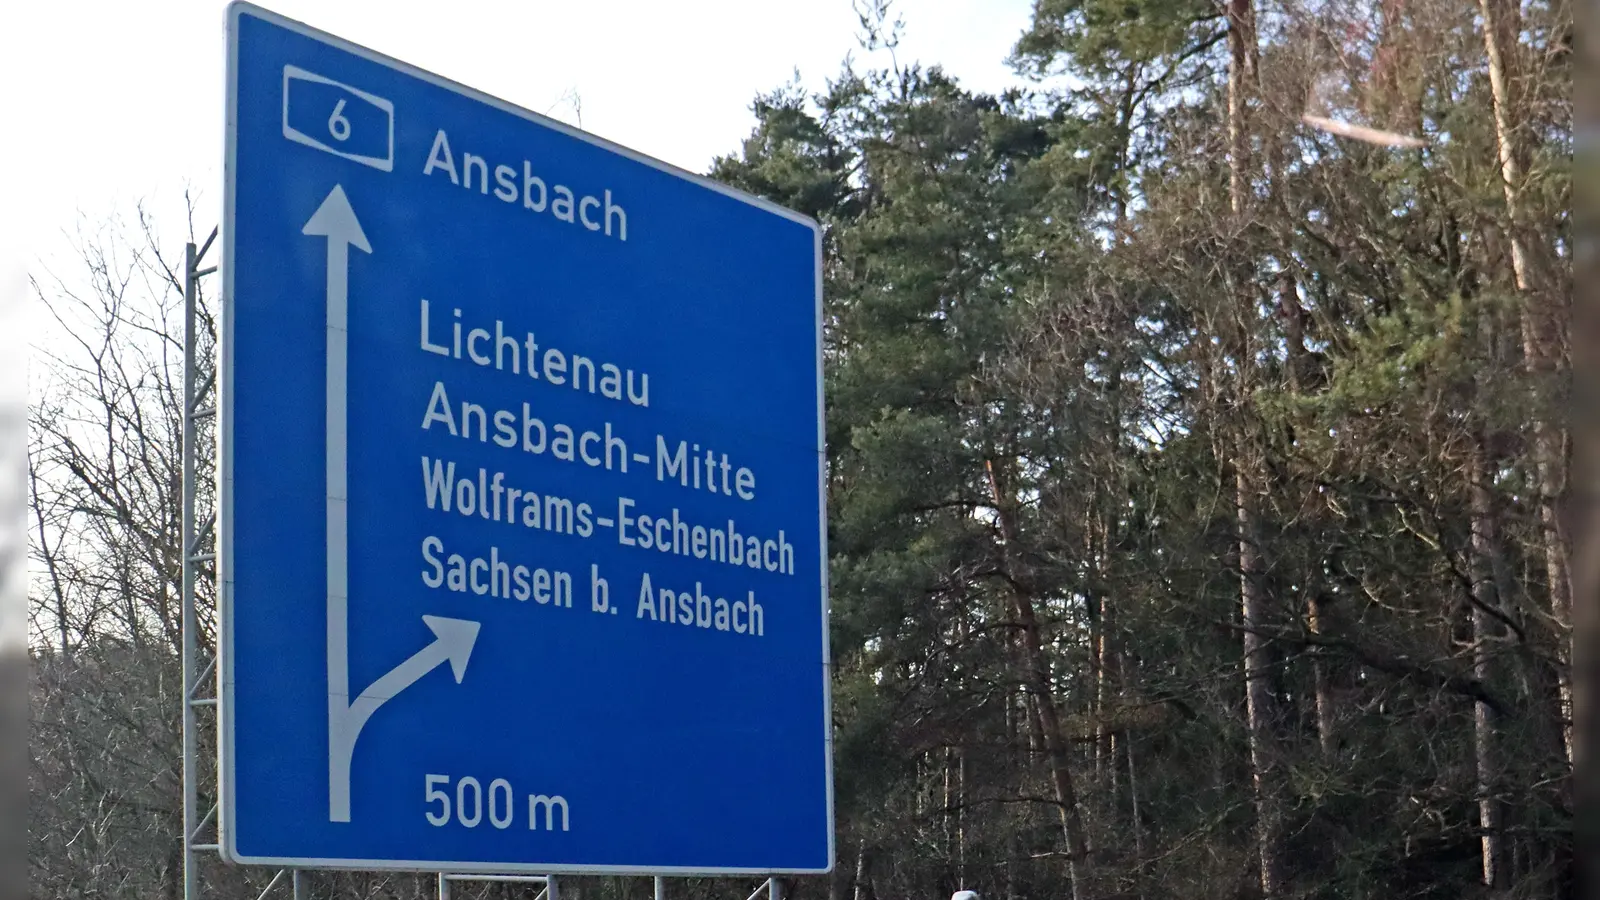 6 Ansbach
Lichtenau
Ansbach-Mitte
Wolframs-Eschenbach
Sachsen b. Ansbach
500 m